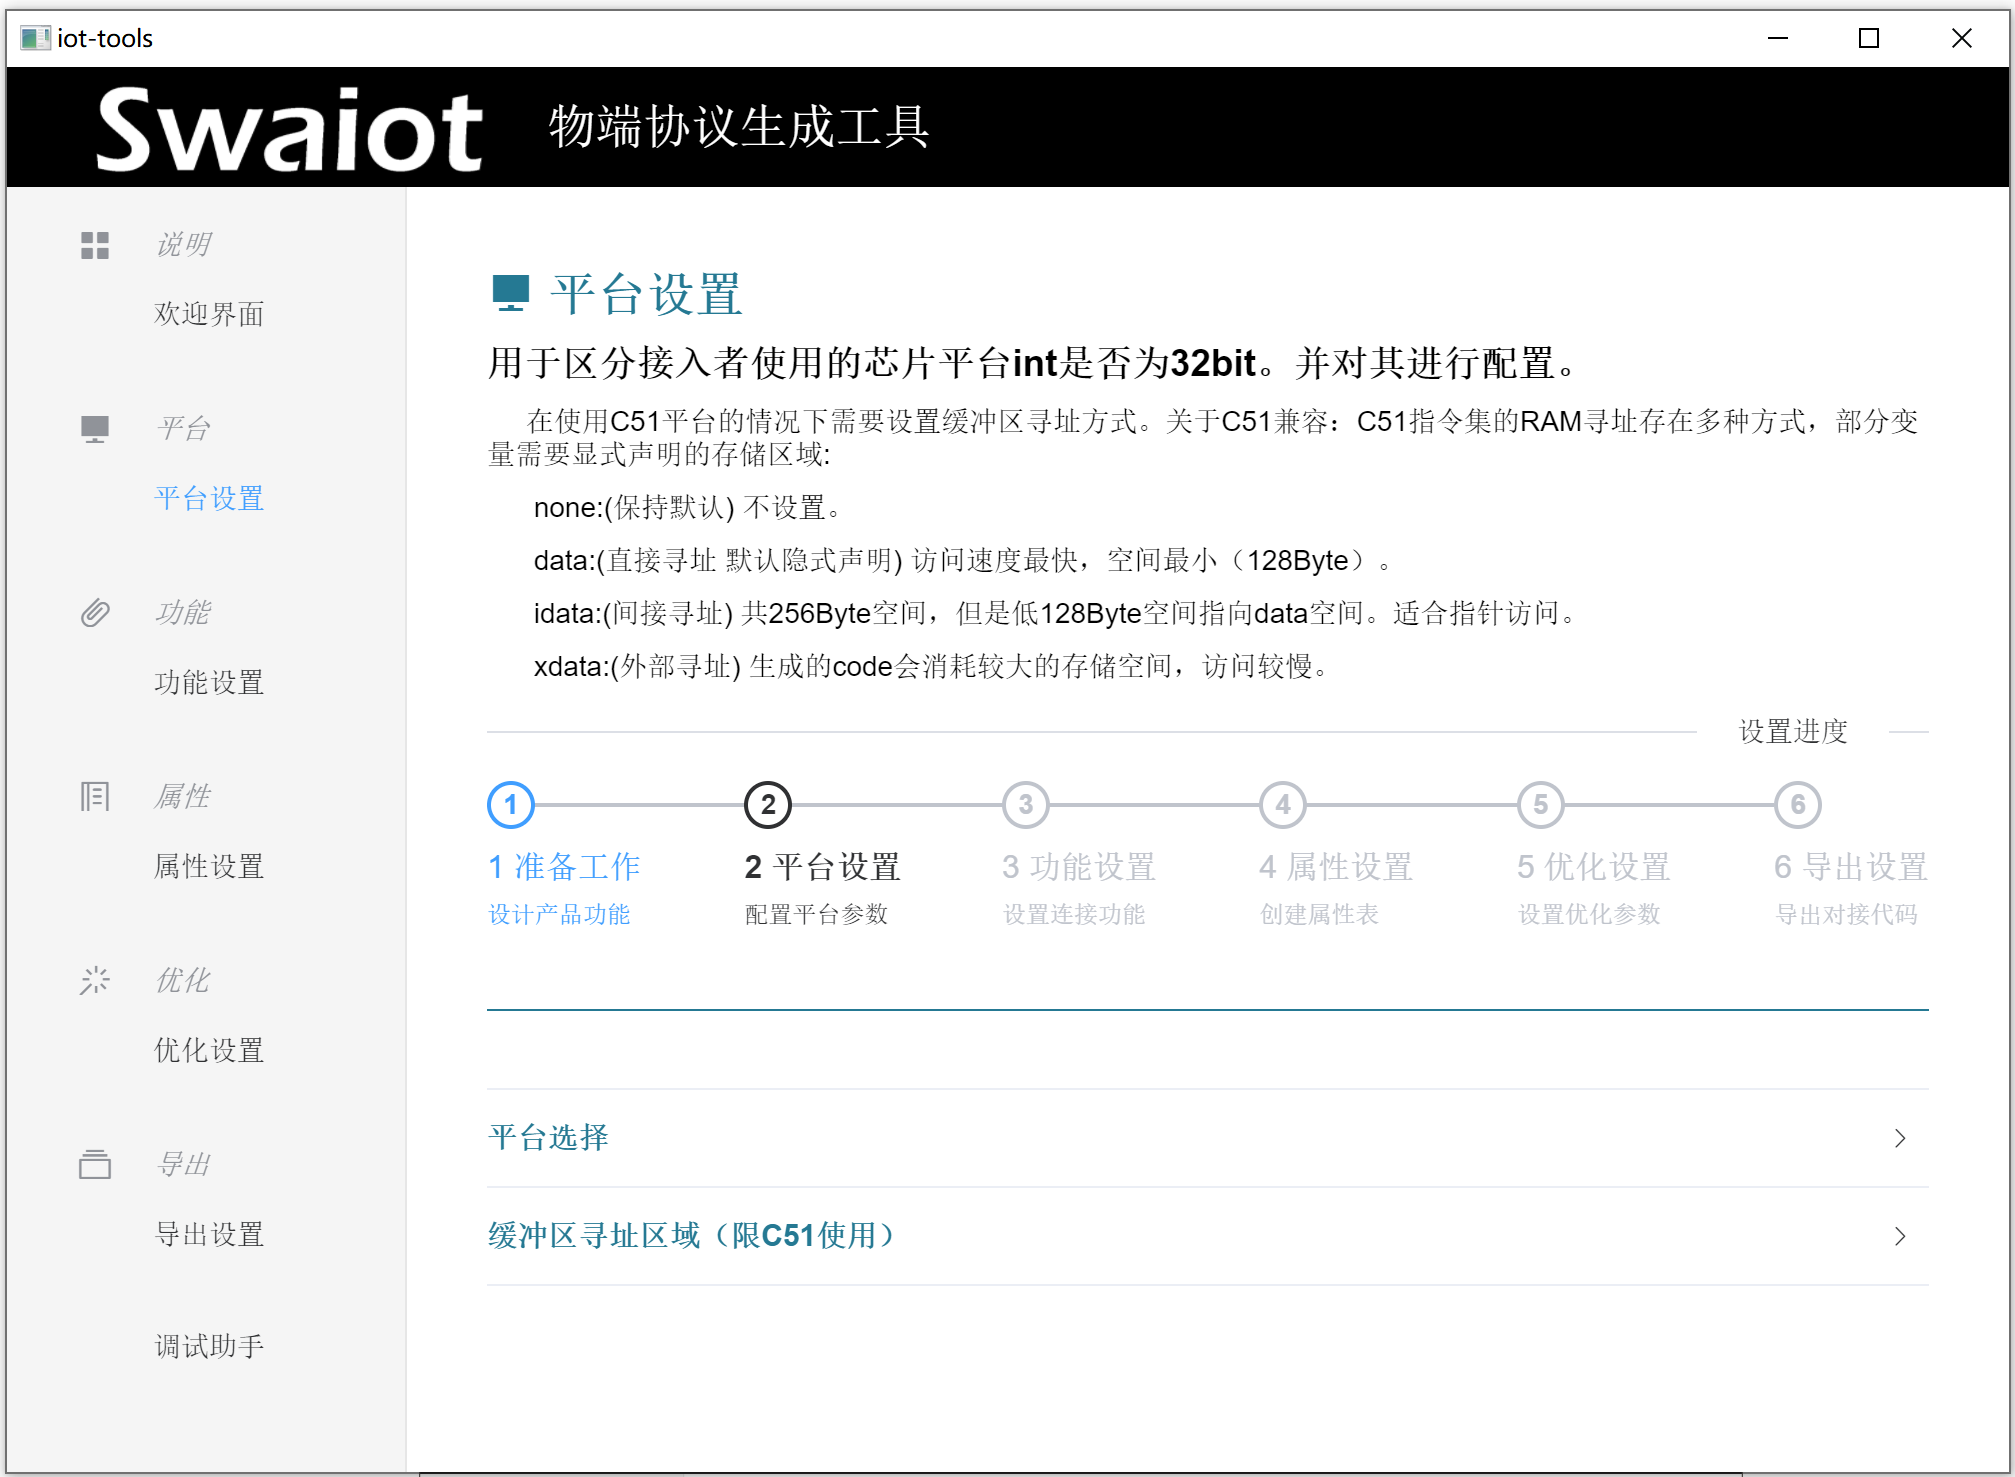 iot-tools
Swaiot 物端协议生成工具
说明
欢迎界面
平台
平台设置
功能
功能设置
属性
属性设置
优化
优化设置
导出
导出设置
调试助手
平台设置
用于区分接入者使用的芯片平台int是否为32bit。并对其进行配置。
在使用C51平台的情况下需要设置缓冲区寻址方式。关于C51兼容：C51指令集的RAM寻址存在多种方式，部分变
量需要显式声明的存储区域:
none:(保持默认) 不设置。
data:(直接寻址 默认隐式声明) 访问速度最快，空间最小（128Byte）。
idata:(间接寻址) 共256Byte空间，但是低128Byte空间指向data空间。适合指针访问。
xdata:(外部寻址) 生成的code会消耗较大的存储空间，访问较慢。
设置进度
1 2 3 4 5 6
1 准备工作 2 平台设置 3 功能设置 4 属性设置 5 优化设置 6 导出设置
设计产品功能 配置平台参数 设置连接功能 创建属性表 设置优化参数 导出对接代码
平台选择
缓冲区寻址区域（限C51使用）